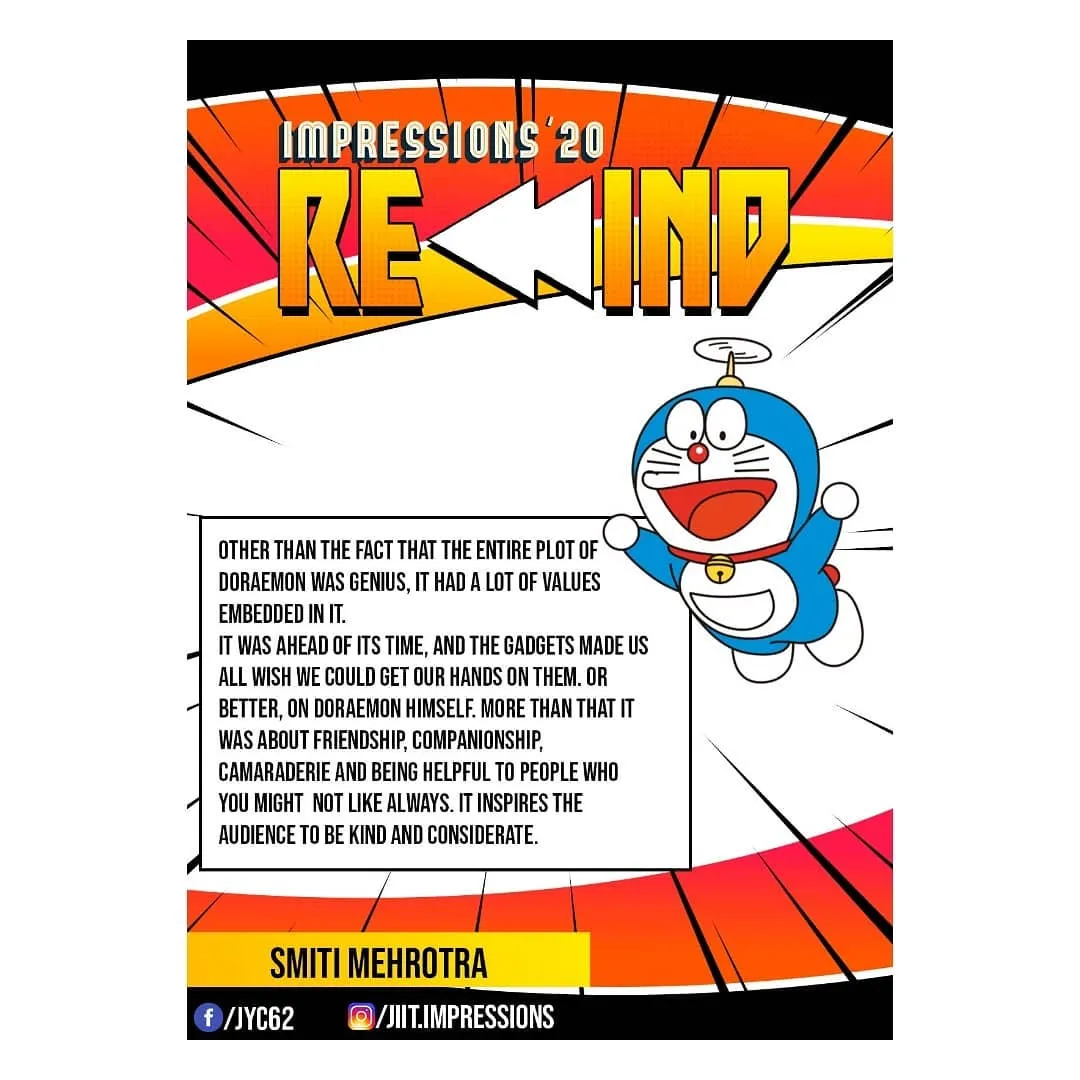 IMPRESSIONS '20
REWIND
OTHER THAN THE FACT THAT THE ENTIRE PLOT OF
DORAEMON WAS GENIUS, IT HAD A LOT OF VALUES
EMBEDDED IN IT.
IT WAS AHEAD OF ITS TIME, AND THE GADGETS MADE US
ALL WISH WE COULD GET OUR HANDS ON THEM. OR
BETTER, ON DORAEMON HIMSELF. MORE THAN THAT IT
WAS ABOUT FRIENDSHIP, COMPANIONSHIP,
CAMARADERIE AND BEING HELPFUL TO PEOPLE WHO
YOU MIGHT NOT LIKE ALWAYS. IT INSPIRES THE
AUDIENCE TO BE KIND AND CONSIDERATE.
SMITI MEHROTRA
/JYC62 /JIIT.IMPRESSIONS